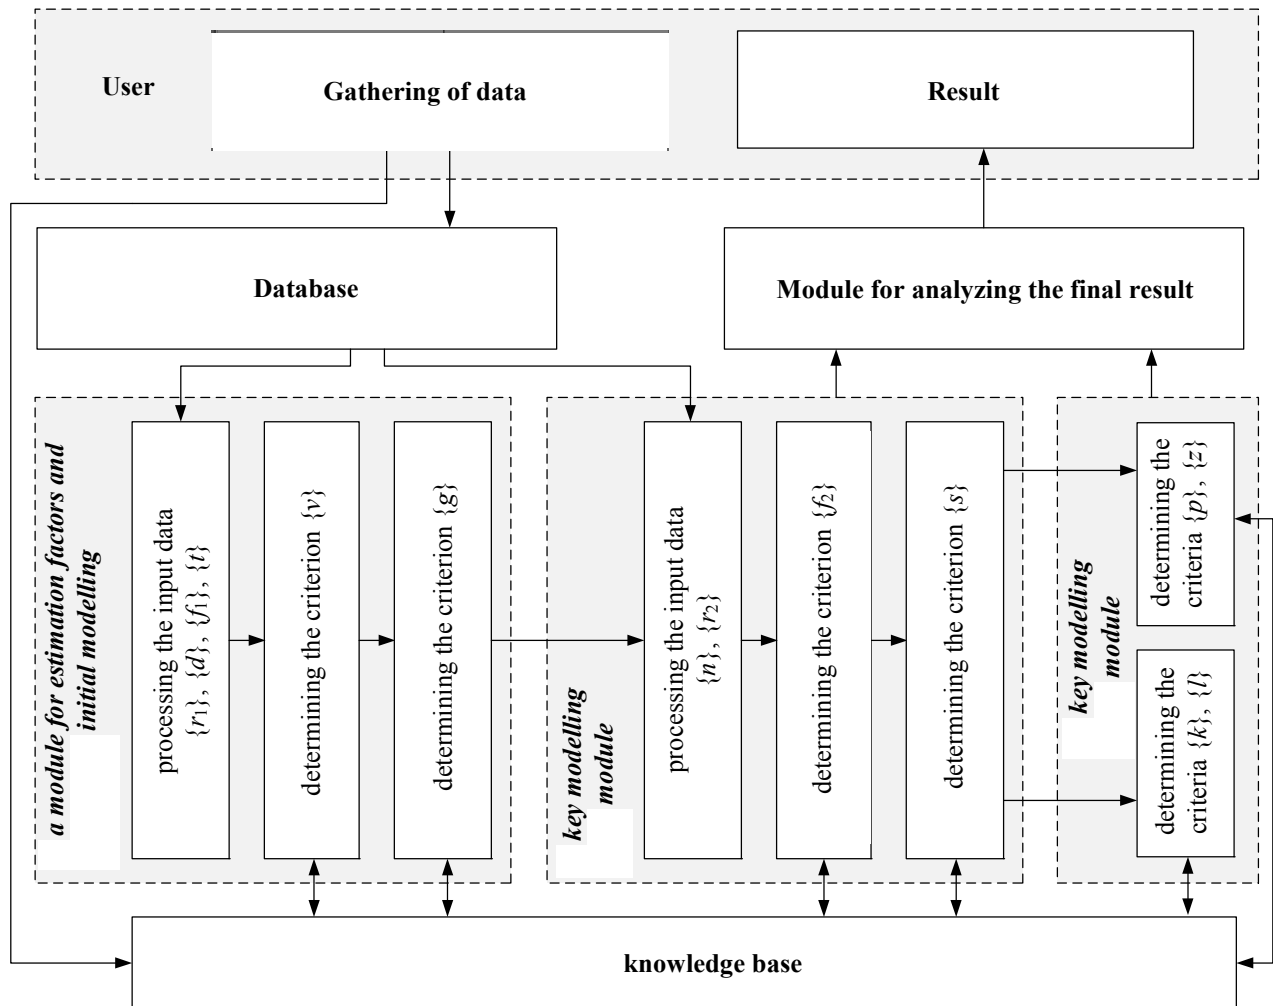 User
Gathering of data
Result
Database
Module for analyzing the final result
a module for estimation factors and
initial modelling
processing the input data
{r1}, {d}, {f1}, {t}
determining the criterion {v}
determining the criterion {g}
key modelling
module
processing the input data
{n}, {r2}
determining the criterion {f2}
determining the criterion {s}
key modelling
module
determining the
criteria {p}, {z}
determining the
criteria {k}, {l}
knowledge base